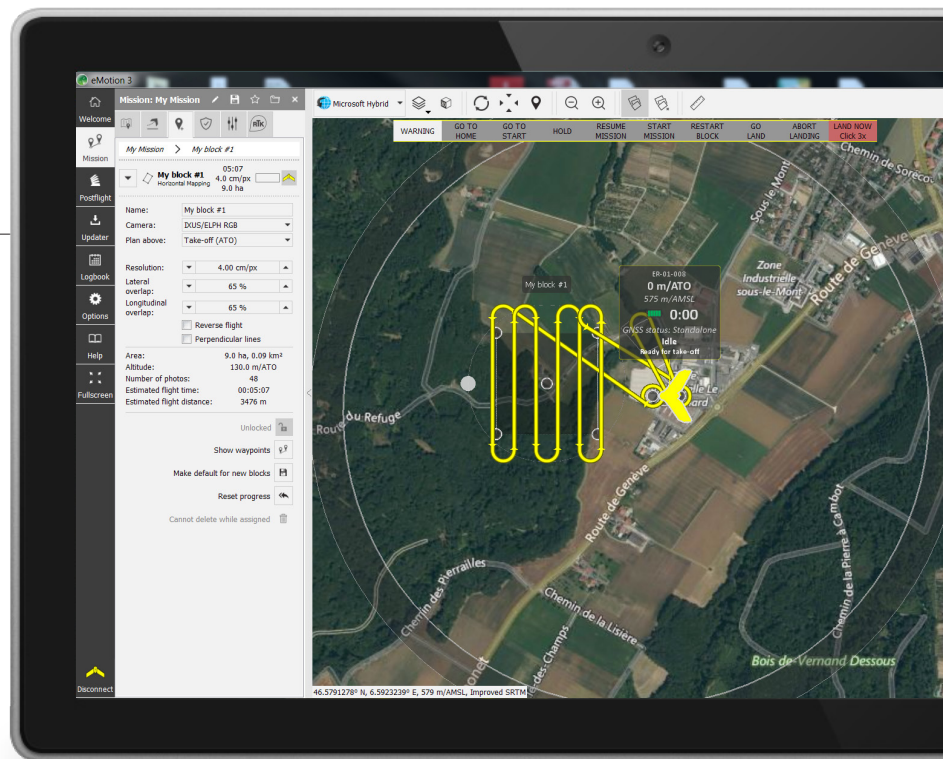 eMotion 3
Welcome
Mission
Postflight
Updater
Logbook
Options
Help
Fullscreen
Disconnect
Mission: My Mission
RTK
My Mission > My block #1
My block #1
Horizontal Mapping
05:07
4.0 cm/px
9.0 ha
Name: My block #1
Camera: IXUS/ELPH RGB
Plan above: Take-off (ATO)
Resolution: 4.00 cm/px
Lateral overlap: 65 %
Longitudinal overlap: 65 %
Reverse flight
Perpendicular lines
Area: 9.0 ha, 0.09 km²
Altitude: 130.0 m/ATO
Number of photos: 48
Estimated flight time: 00:05:07
Estimated flight distance: 3476 m
Unlocked
Show waypoints
Make default for new blocks
Reset progress
Cannot delete while assigned
Microsoft Hybrid
WARNING
GO TO HOME
GO TO START
HOLD
RESUME MISSION
START MISSION
RESTART BLOCK
GO LAND
ABORT LANDING
LAND NOW Click 3x
Chemin de Soréco
Sous le Mont
Route de Genève
Zone
Industrielle
sous-le-Mont
My block #1
ER-01-008
0 m/ATO
575 m/AMSL
0:00
GNSS status: Standalone
Idle
Ready for take-off
Route du Refuge
Route de Genève
Chemin des Pierrailles
Chemin de la Lisière
Chemin de la Pierre à Cambot
Bois de Vernand Dessous
46.5791278º N, 6.5923239º E, 579 m/AMSL, Improved SRTM